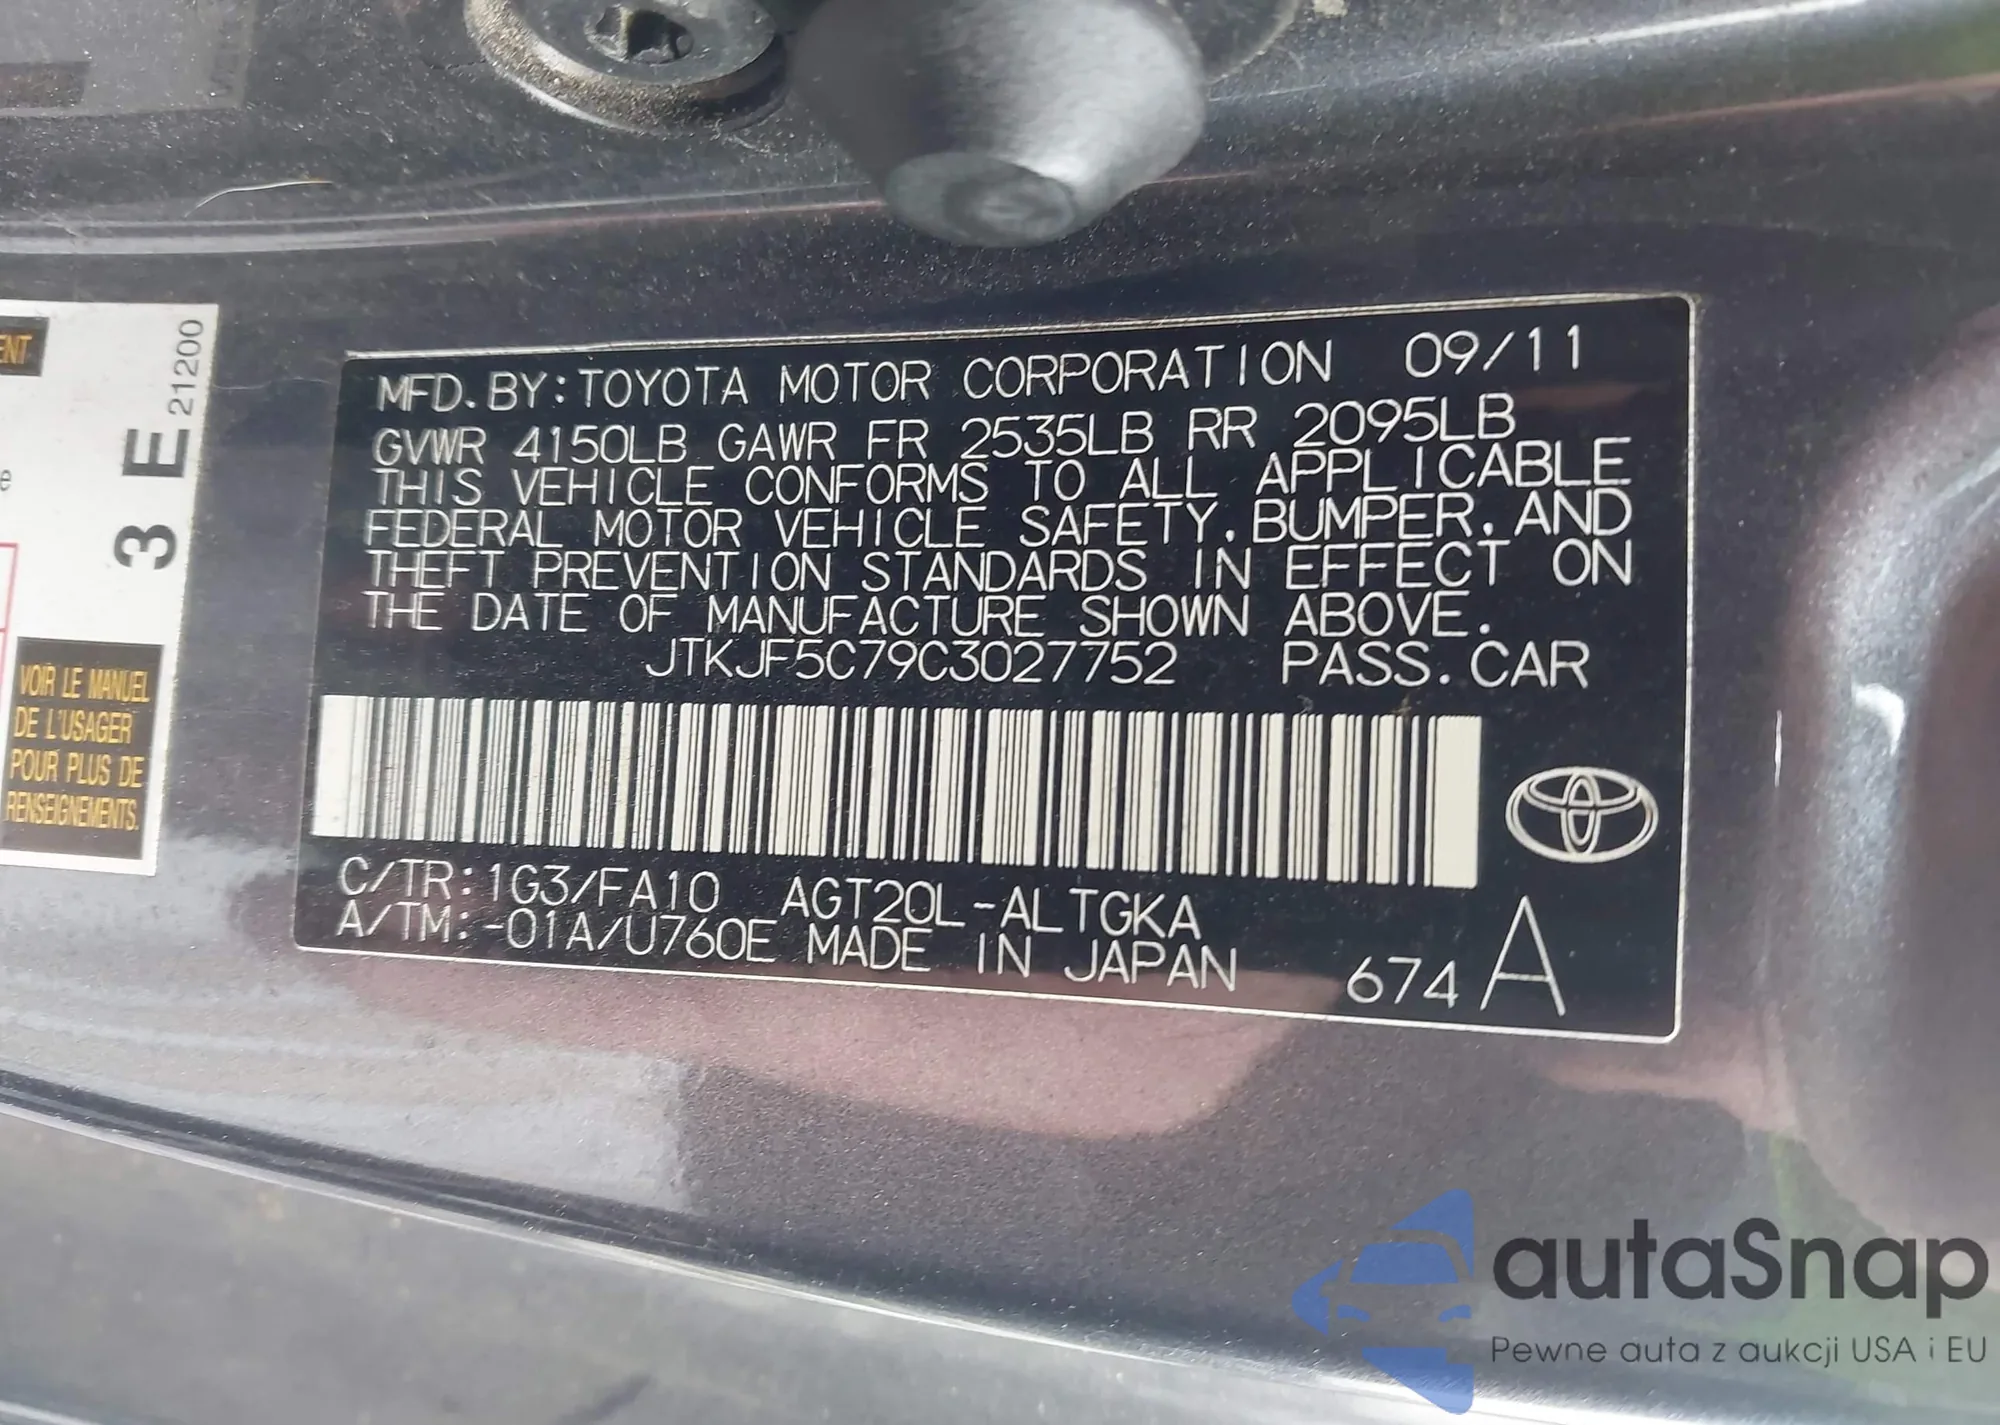 ENT
e
3 E 21200
VOIR LE MANUEL
DE L'USAGER
POUR PLUS DE
RENSEIGNEMENTS.
MFD. BY: TOYOTA MOTOR CORPORATION 09/11
GVWR 4150LB GAWR FR 2535LB RR 2095LB
THIS VEHICLE CONFORMS TO ALL APPLICABLE
FEDERAL MOTOR VEHICLE SAFETY, BUMPER, AND
THEFT PREVENTION STANDARDS IN EFFECT ON
THE DATE OF MANUFACTURE SHOWN ABOVE.
JTKJF5C79C3027752 PASS. CAR
C/TR: 1G3/FA10 AGT20L-ALTGKA
A/TM: -01A/U760E MADE IN JAPAN 674 A
autaSnap
Pewne auta z aukcji USA i EU